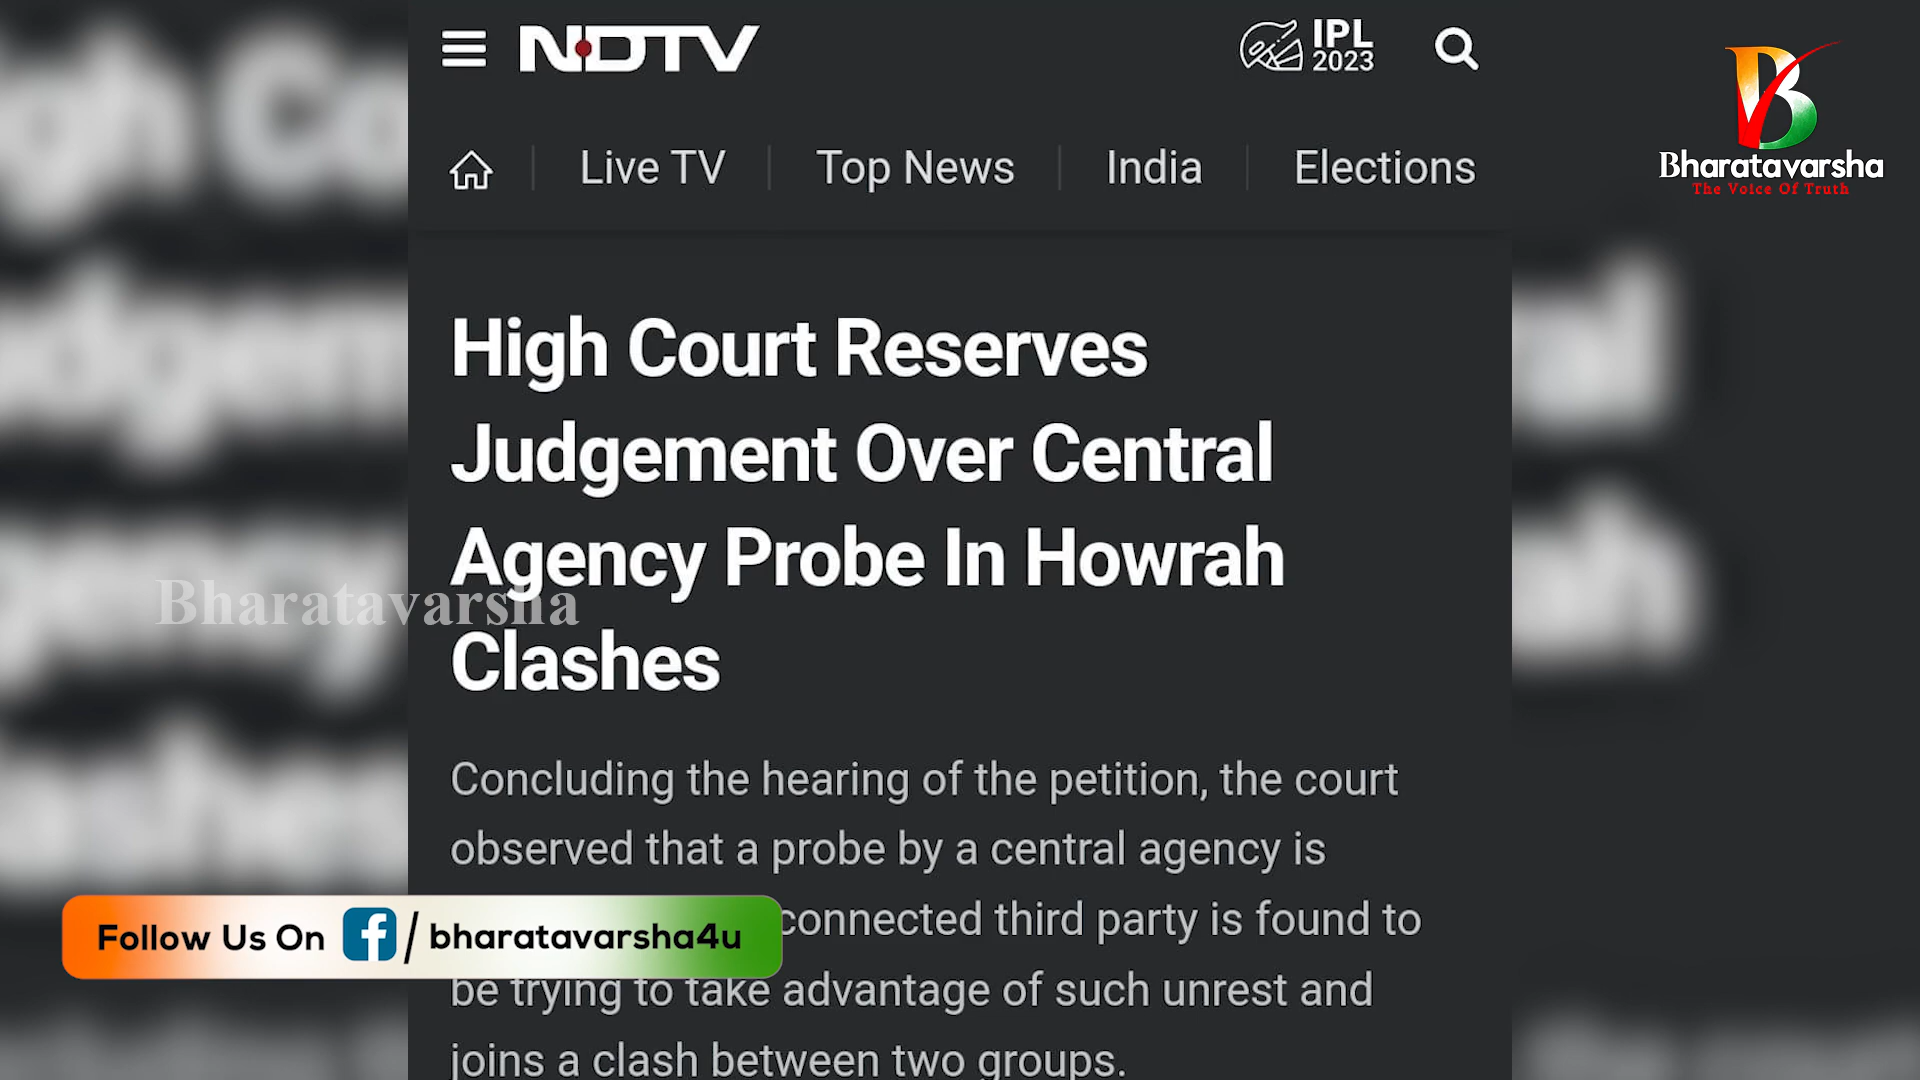 NDTV
IPL
2023
Live TV
Top News
India
Elections
Bharatavarsha
The Voice Of Truth
High Court Reserves
Judgement Over Central
Agency Probe In Howrah
Clashes
Bharatavarsha
Concluding the hearing of the petition, the court
observed that a probe by a central agency is
connected third party is found to
be trying to take advantage of such unrest and
joins a clash between two groups.
Follow Us On f/bharatavarsha4u